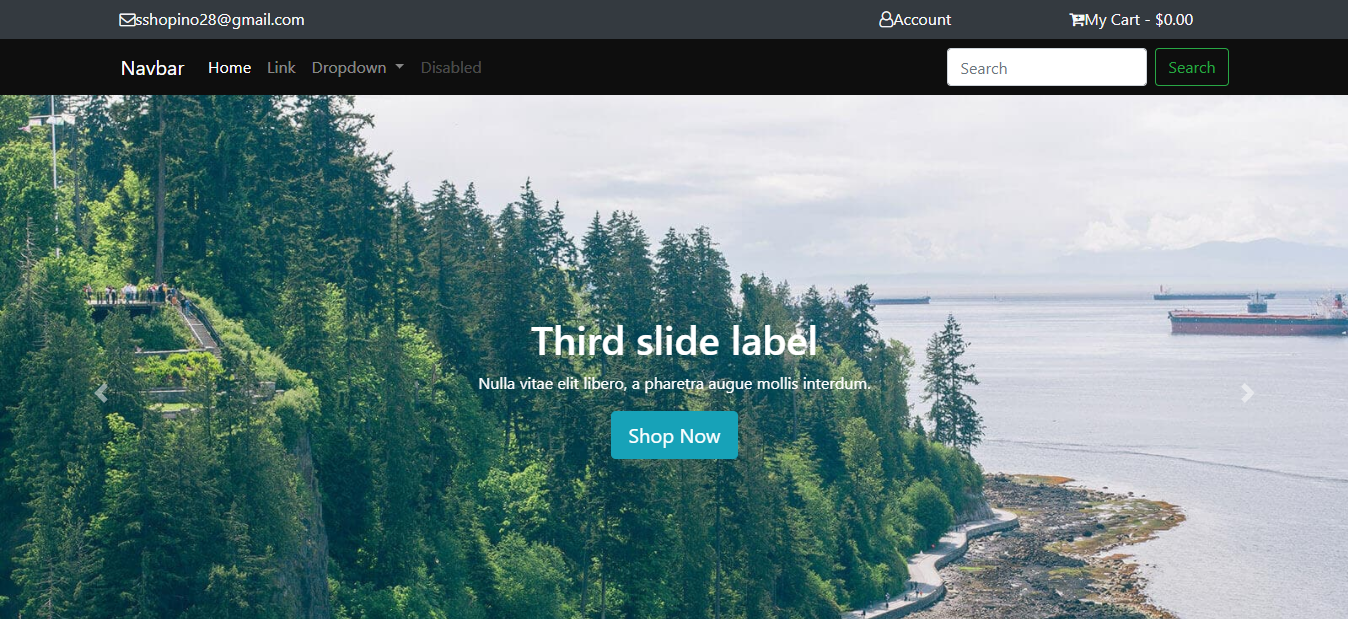 sshopino28@gmail.com Account My Cart - $0.00
Navbar Home Link Dropdown Disabled Search Search
Third slide label
Nulla vitae elit libero, a pharetra augue mollis interdum.
Shop Now